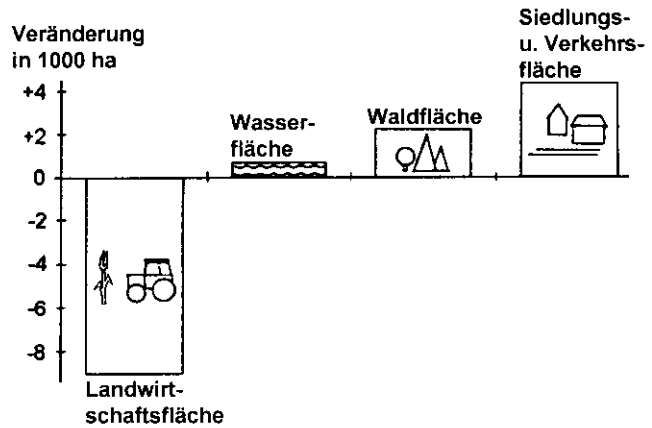 Veränderung
in 1000 ha
Siedlungs-
u. Verkehrs-
fläche
Wasser-
fläche
Waldfläche
+4
+2
0
-2
-4
-6
-8
Landwirt-
schaftsfläche